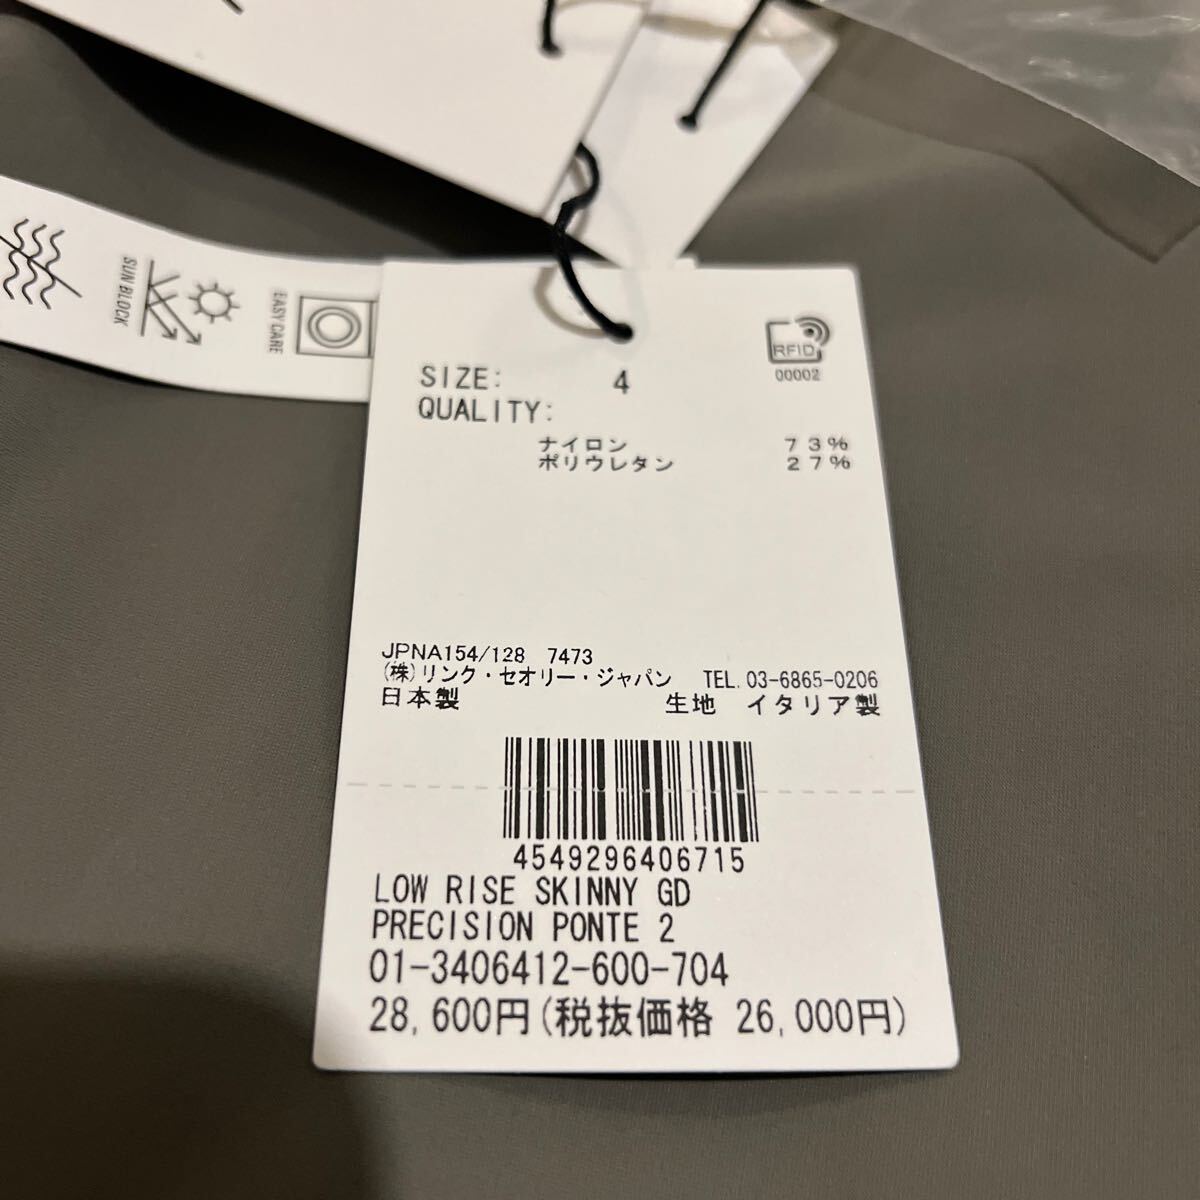 SUN BLOCK
EASY CARE
RFID
00002
SIZE: 4
QUALITY:
ナイロン 73%
ポリウレタン 27%
JPNA154/128 7473
(株)リンク・セオリー・ジャパン TEL.03-6865-0206
日本製 生地 イタリア製
4549296406715
LOW RISE SKINNY GD
PRECISION PONTE 2
01-3406412-600-704
28,600円(税抜価格 26,000円)